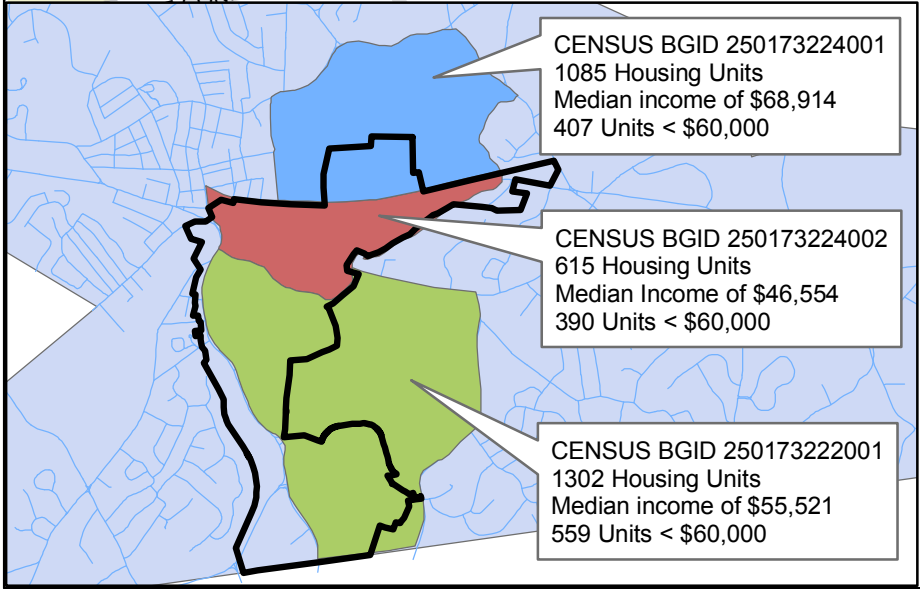 CENSUS BGID 250173224001
1085 Housing Units
Median income of $68,914
407 Units < $60,000
CENSUS BGID 250173224002
615 Housing Units
Median Income of $46,554
390 Units < $60,000
CENSUS BGID 250173222001
1302 Housing Units
Median income of $55,521
559 Units < $60,000